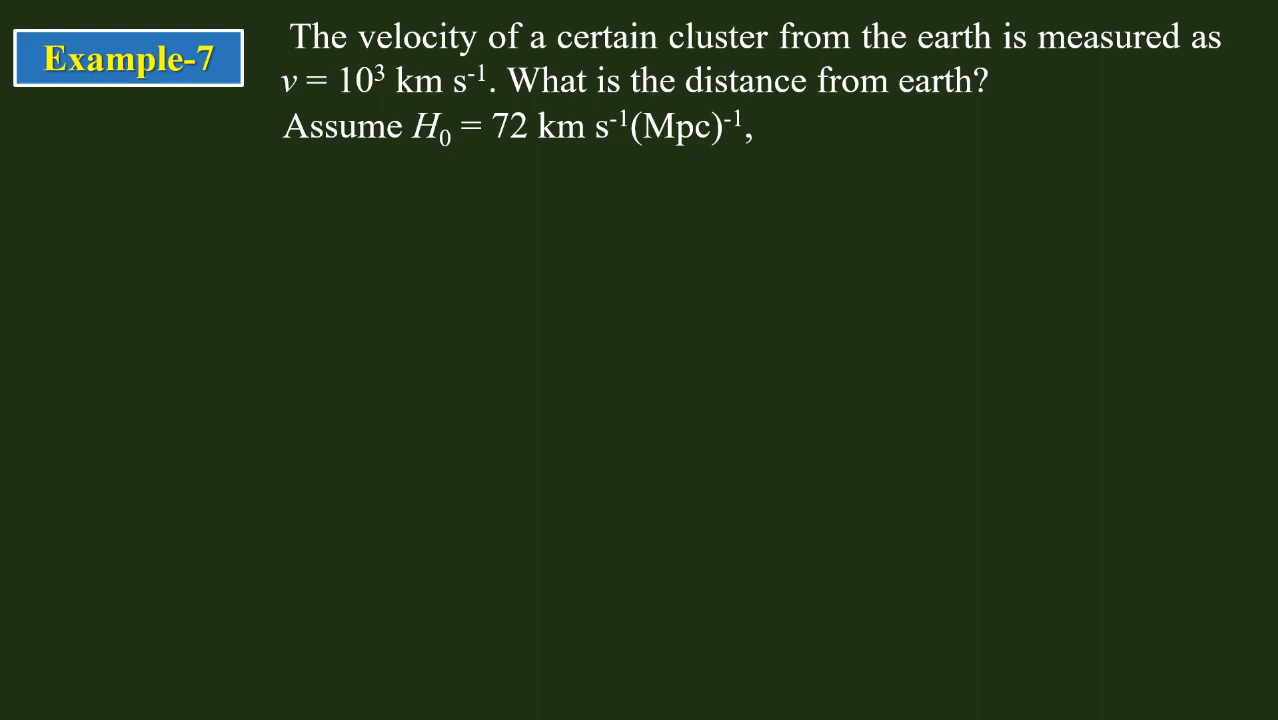 Example-7
The velocity of a certain cluster from the earth is measured as
v = 10³ km s⁻¹. What is the distance from earth?
Assume H₀ = 72 km s⁻¹(Mpc)⁻¹,